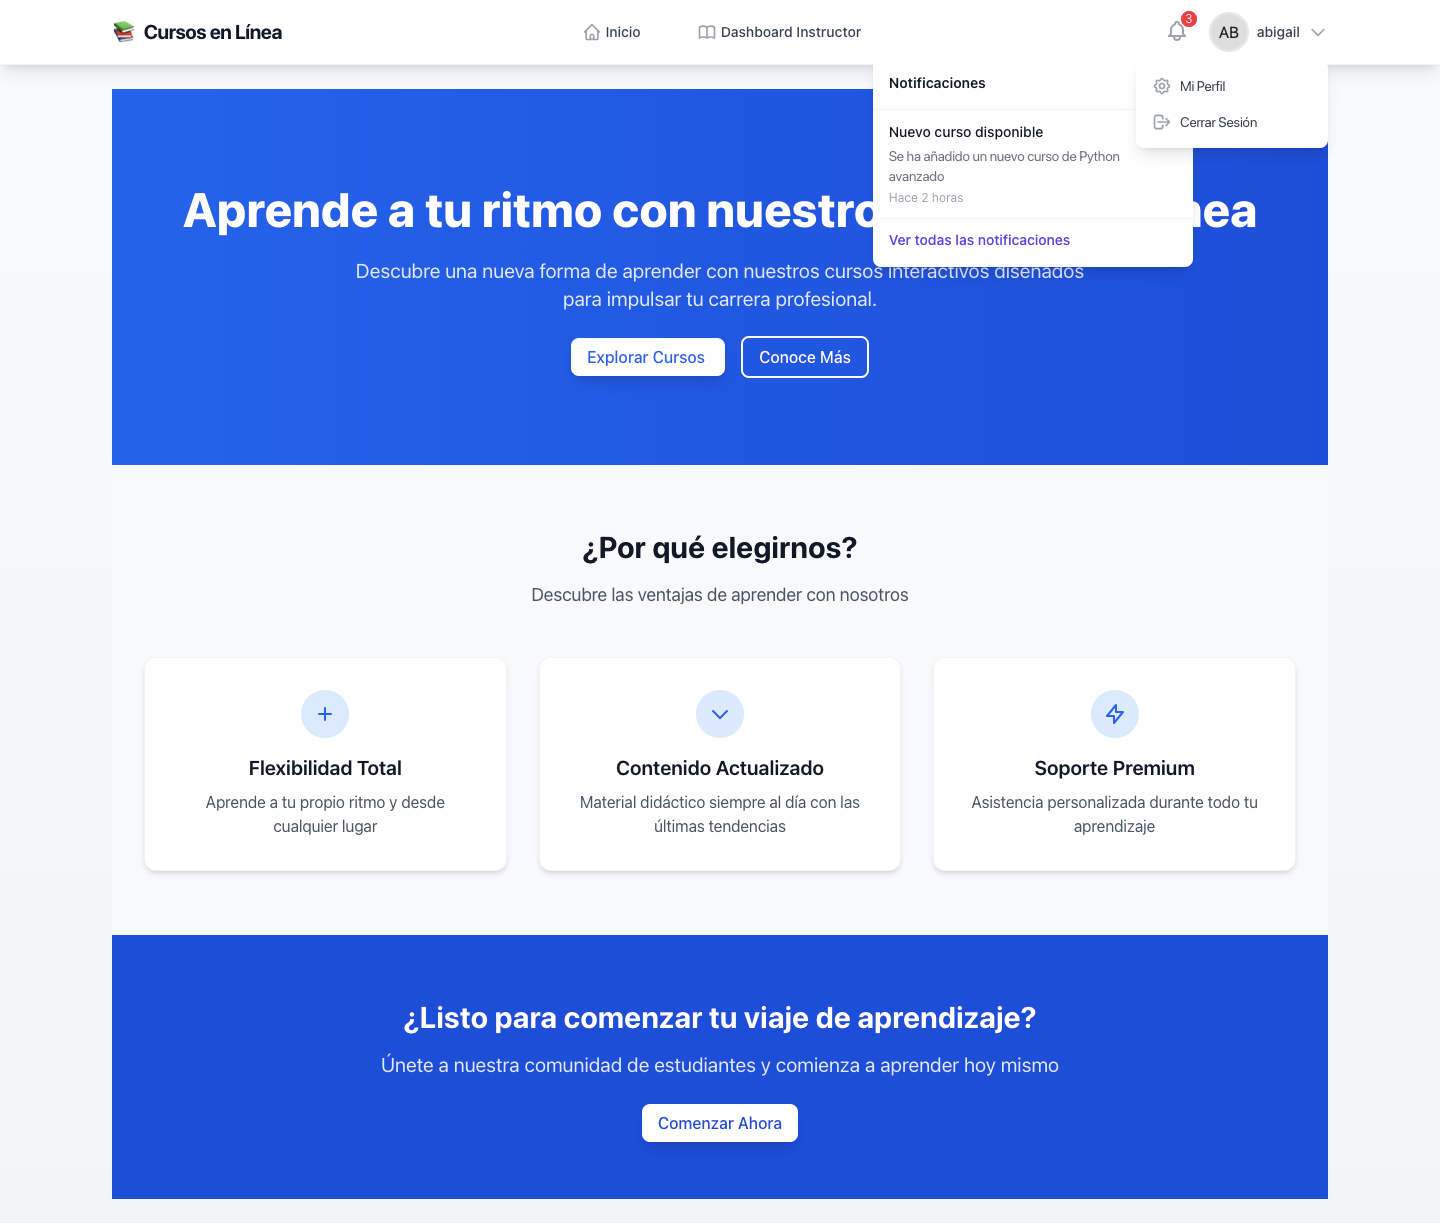 Cursos en Línea
Inicio
Dashboard Instructor
3
AB
abigail
Notificaciones
Nuevo curso disponible
Se ha añadido un nuevo curso de Python
avanzado
Hace 2 horas
Ver todas las notificaciones
Mi Perfil
Cerrar Sesión
Aprende a tu ritmo con
Descubre una nueva forma de aprender con nuestros cursos interactivos diseñados
para impulsar tu carrera profesional.
Explorar Cursos
Conoce Más
¿Por qué elegirnos?
Descubre las ventajas de aprender con nosotros
Flexibilidad Total
Aprende a tu propio ritmo y desde
cualquier lugar
Contenido Actualizado
Material didáctico siempre al día con las
últimas tendencias
Soporte Premium
Asistencia personalizada durante todo tu
aprendizaje
¿Listo para comenzar tu viaje de aprendizaje?
Únete a nuestra comunidad de estudiantes y comienza a aprender hoy mismo
Comenzar Ahora